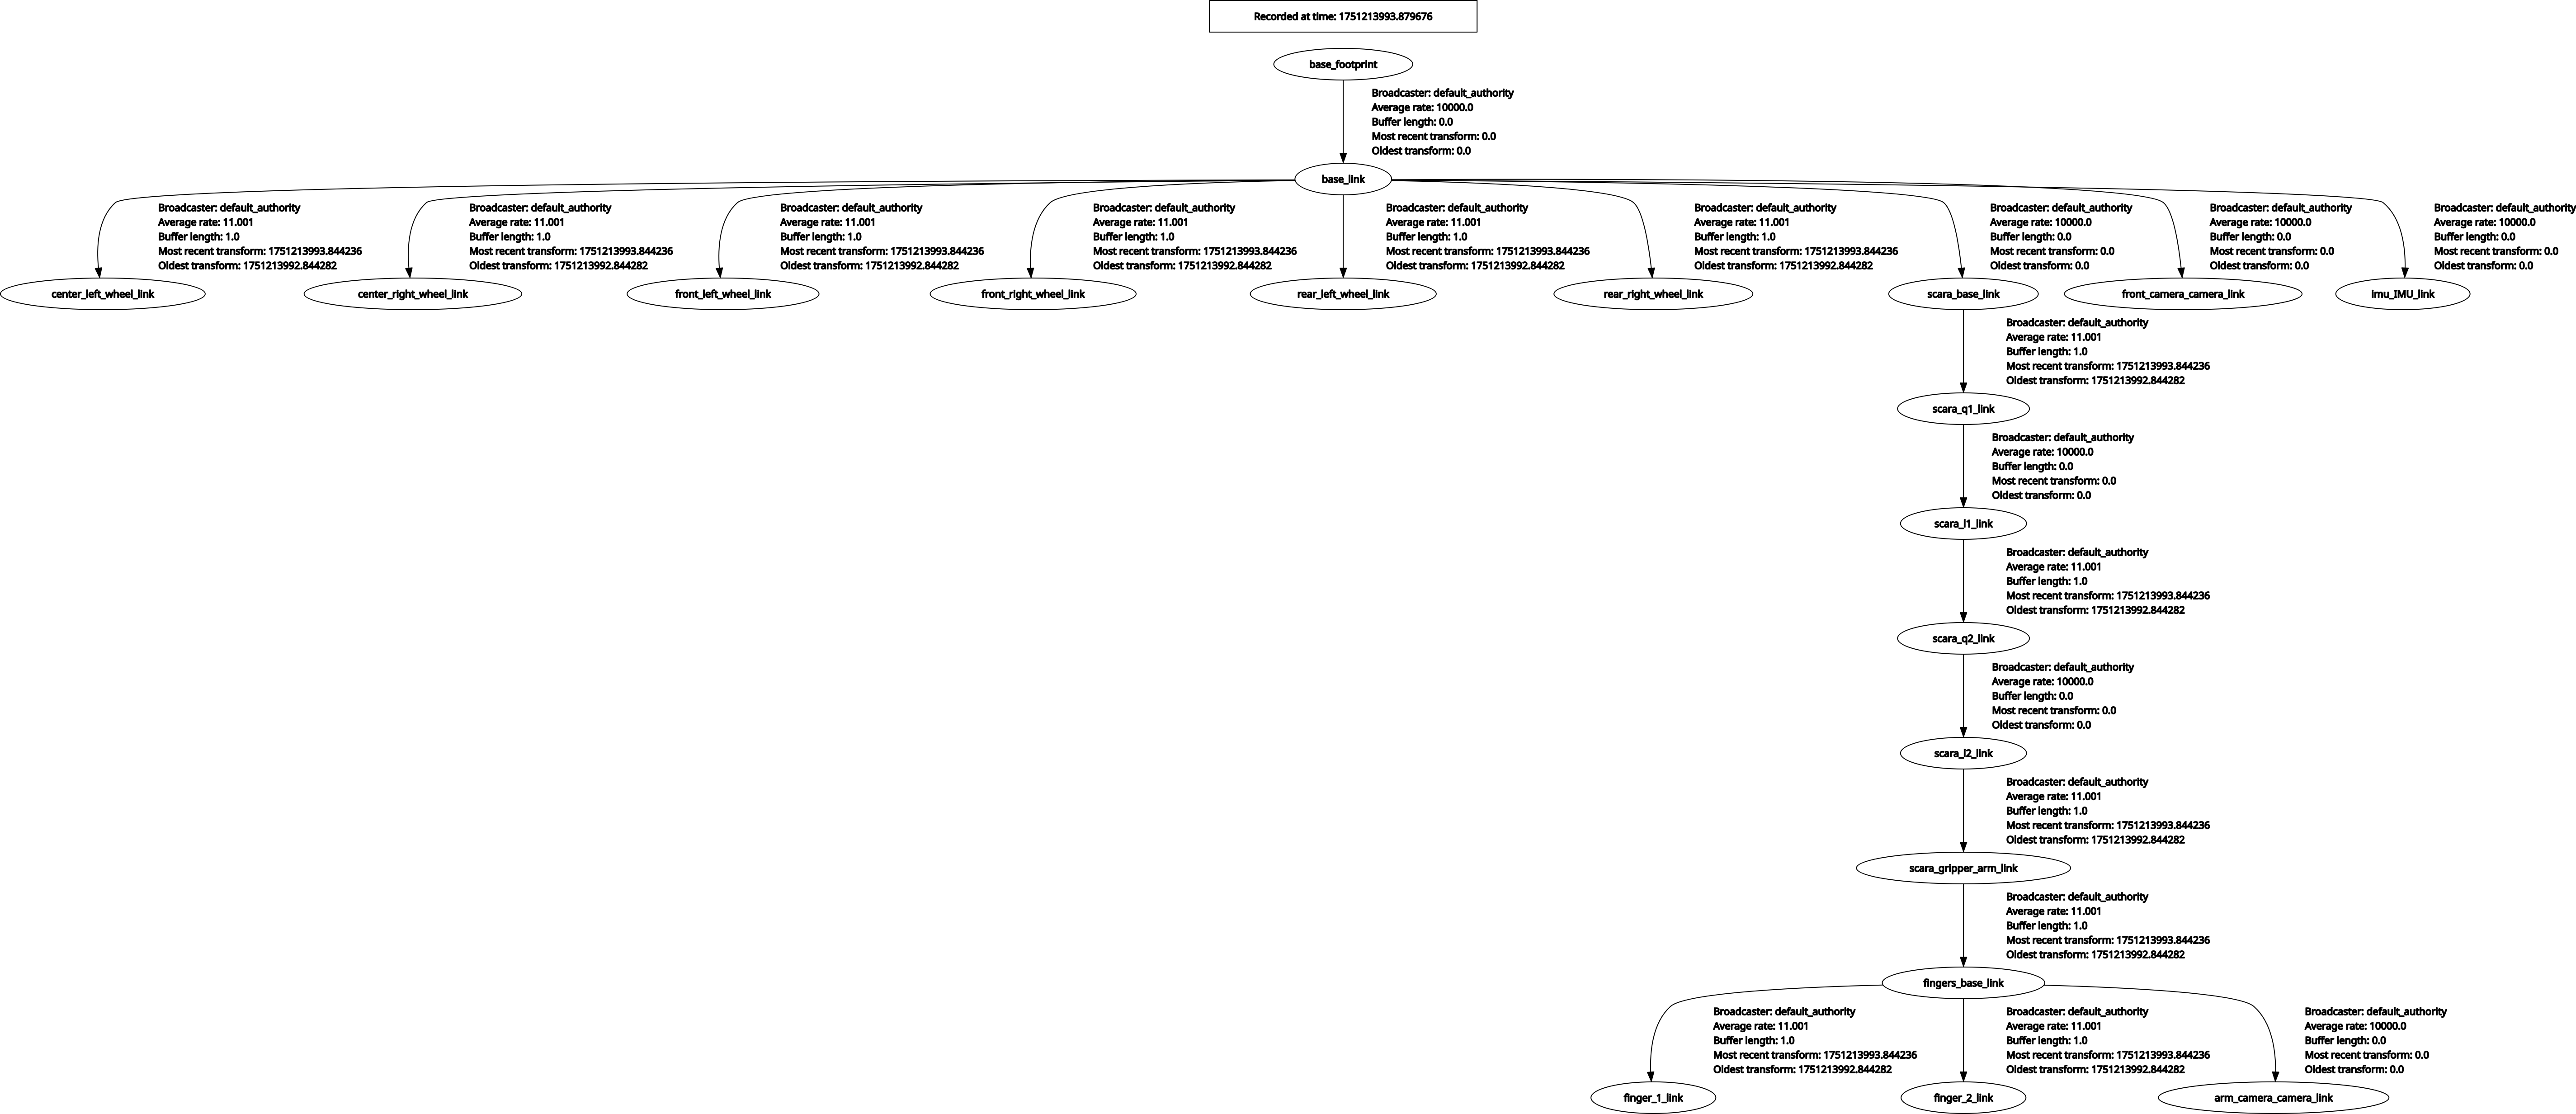 Recorded at time: 1751213993.879676
base_footprint
Broadcaster: default_authority
Average rate: 10000.0
Buffer length: 0.0
Most recent transform: 0.0
Oldest transform: 0.0
base_link
Broadcaster: default_authority
Average rate: 11.001
Buffer length: 1.0
Most recent transform: 1751213993.844236
Oldest transform: 1751213992.844282
center_left_wheel_link
Broadcaster: default_authority
Average rate: 11.001
Buffer length: 1.0
Most recent transform: 1751213993.844236
Oldest transform: 1751213992.844282
center_right_wheel_link
Broadcaster: default_authority
Average rate: 11.001
Buffer length: 1.0
Most recent transform: 1751213993.844236
Oldest transform: 1751213992.844282
front_left_wheel_link
Broadcaster: default_authority
Average rate: 11.001
Buffer length: 1.0
Most recent transform: 1751213993.844236
Oldest transform: 1751213992.844282
front_right_wheel_link
Broadcaster: default_authority
Average rate: 11.001
Buffer length: 1.0
Most recent transform: 1751213993.844236
Oldest transform: 1751213992.844282
rear_left_wheel_link
Broadcaster: default_authority
Average rate: 11.001
Buffer length: 1.0
Most recent transform: 1751213993.844236
Oldest transform: 1751213992.844282
rear_right_wheel_link
Broadcaster: default_authority
Average rate: 10000.0
Buffer length: 0.0
Most recent transform: 0.0
Oldest transform: 0.0
scara_base_link
Broadcaster: default_authority
Average rate: 10000.0
Buffer length: 0.0
Most recent transform: 0.0
Oldest transform: 0.0
front_camera_camera_link
Broadcaster: default_authority
Average rate: 10000.0
Buffer length: 0.0
Most recent transform: 0.0
Oldest transform: 0.0
imu_IMU_link
Broadcaster: default_authority
Average rate: 11.001
Buffer length: 1.0
Most recent transform: 1751213993.844236
Oldest transform: 1751213992.844282
scara_q1_link
Broadcaster: default_authority
Average rate: 10000.0
Buffer length: 0.0
Most recent transform: 0.0
Oldest transform: 0.0
scara_l1_link
Broadcaster: default_authority
Average rate: 11.001
Buffer length: 1.0
Most recent transform: 1751213993.844236
Oldest transform: 1751213992.844282
scara_q2_link
Broadcaster: default_authority
Average rate: 10000.0
Buffer length: 0.0
Most recent transform: 0.0
Oldest transform: 0.0
scara_l2_link
Broadcaster: default_authority
Average rate: 11.001
Buffer length: 1.0
Most recent transform: 1751213993.844236
Oldest transform: 1751213992.844282
scara_gripper_arm_link
Broadcaster: default_authority
Average rate: 11.001
Buffer length: 1.0
Most recent transform: 1751213993.844236
Oldest transform: 1751213992.844282
fingers_base_link
Broadcaster: default_authority
Average rate: 11.001
Buffer length: 1.0
Most recent transform: 1751213993.844236
Oldest transform: 1751213992.844282
finger_1_link
Broadcaster: default_authority
Average rate: 11.001
Buffer length: 1.0
Most recent transform: 1751213993.844236
Oldest transform: 1751213992.844282
finger_2_link
Broadcaster: default_authority
Average rate: 10000.0
Buffer length: 0.0
Most recent transform: 0.0
Oldest transform: 0.0
arm_camera_camera_link